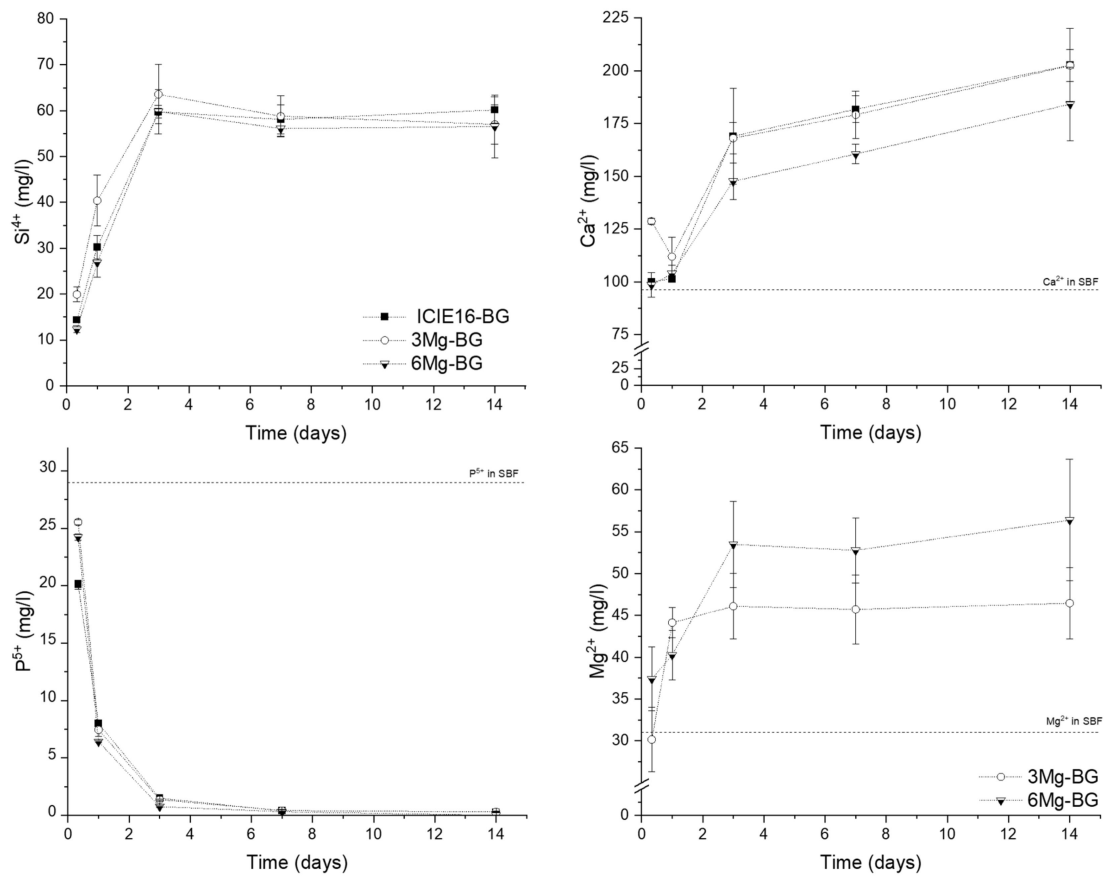 80
70
60
50
40
30
20
10
0
Si⁴⁺ (mg/l)
ICIE16-BG
3Mg-BG
6Mg-BG
0 2 4 6 8 10 12 14
Time (days)
200
175
150
125
100
75
25
0
Ca²⁺ (mg/l)
Ca²⁺ in SBF
0 2 4 6 8 10 12 14
Time (days)
30
25
20
15
10
5
0
P⁵⁺ (mg/l)
P⁵⁺ in SBF
0 2 4 6 8 10 12 14
Time (days)
65
60
55
50
45
40
35
30
0
Mg²⁺ (mg/l)
Mg²⁺ in SBF
3Mg-BG
6Mg-BG
0 2 4 6 8 10 12 14
Time (days)